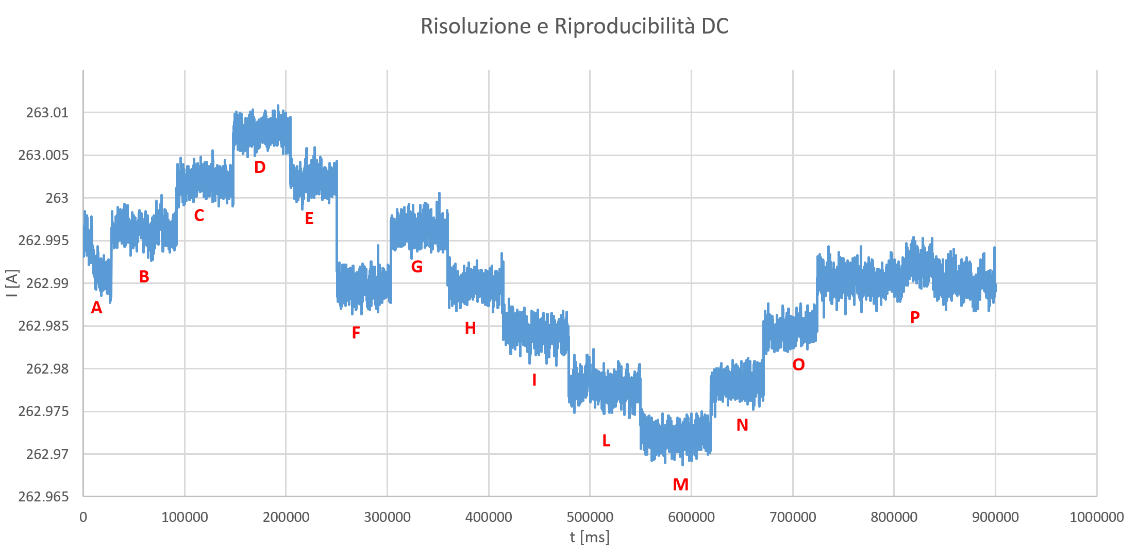 Risoluzione e Riproducibilità DC
I [A]
263.01
263.005
263
262.995
262.99
262.985
262.98
262.975
262.97
262.965
A
B
C
D
E
F
G
H
I
L
M
N
O
P
0 100000 200000 300000 400000 500000 600000 700000 800000 900000 1000000
t [ms]